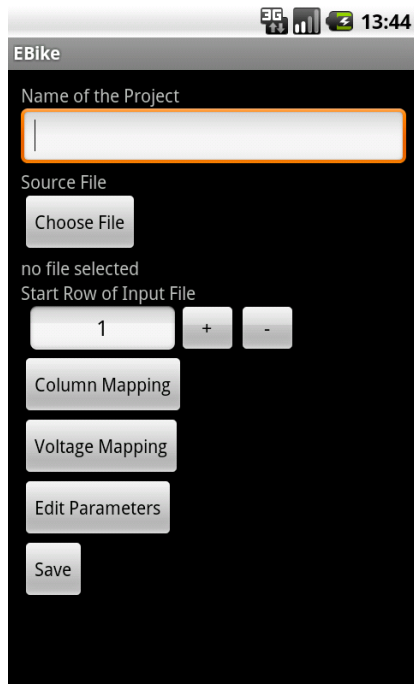 3G 13:44
EBike
Name of the Project
Source File
Choose File
no file selected
Start Row of Input File
1 + -
Column Mapping
Voltage Mapping
Edit Parameters
Save